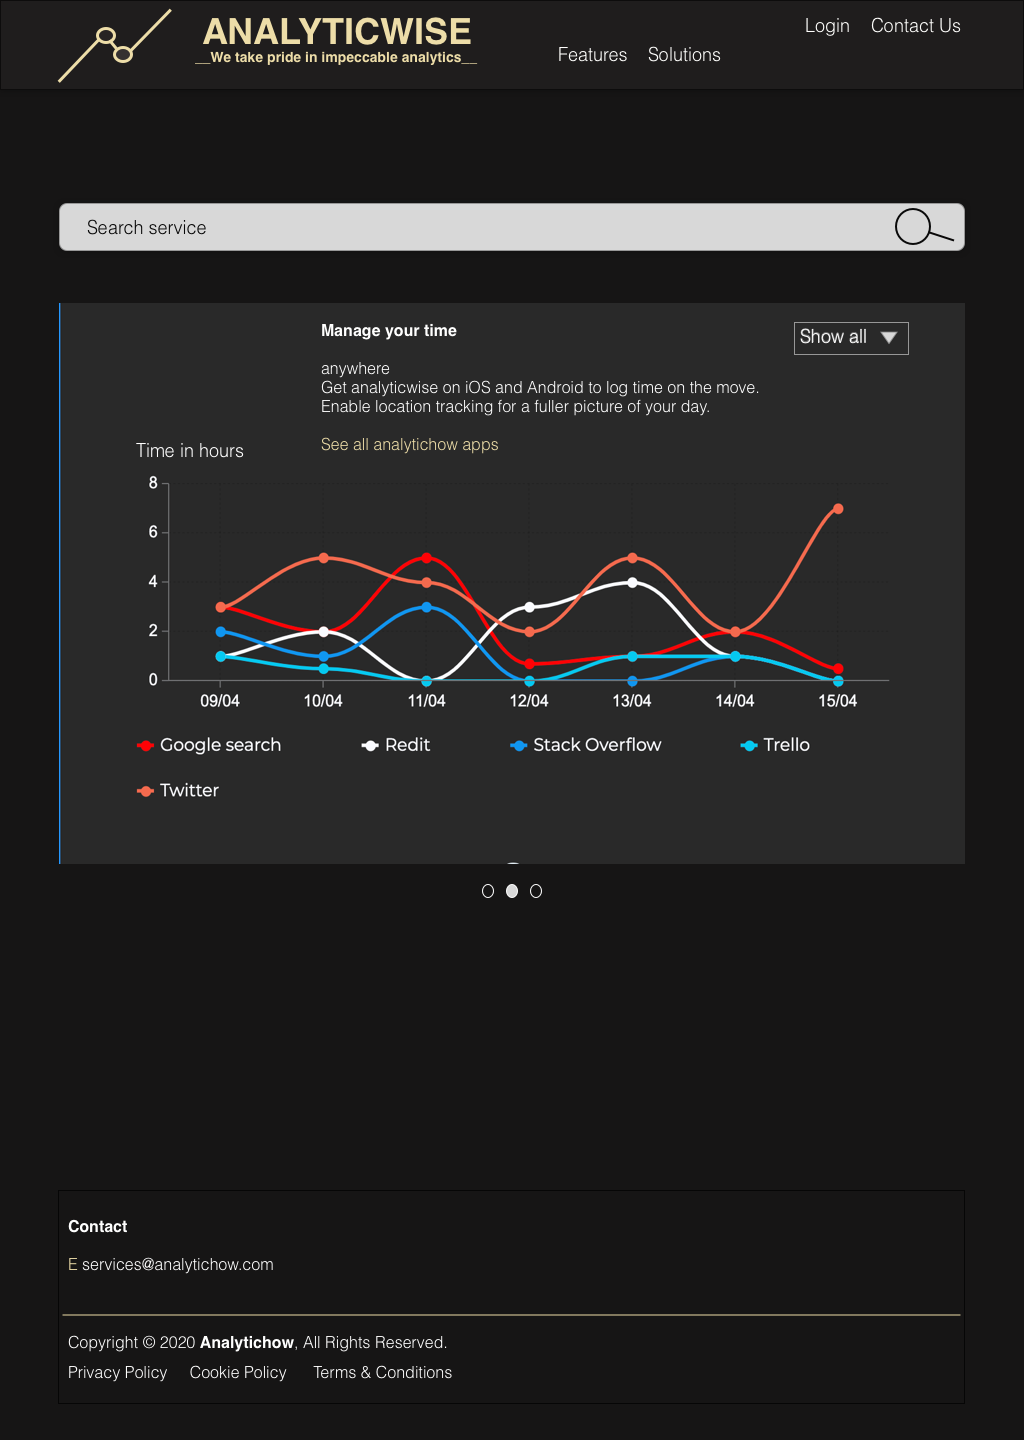 ANALYTICWISE
__We take pride in impeccable analytics__
Features Solutions
Login Contact Us
Search service
Manage your time
Show all
anywhere
Get analyticwise on iOS and Android to log time on the move.
Enable location tracking for a fuller picture of your day.
See all analytichow apps
Time in hours
8
6
4
2
0
09/04 10/04 11/04 12/04 13/04 14/04 15/04
Google search Redit Stack Overflow Trello
Twitter
Contact
E services@analytichow.com
Copyright © 2020 Analytichow, All Rights Reserved.
Privacy Policy Cookie Policy Terms & Conditions